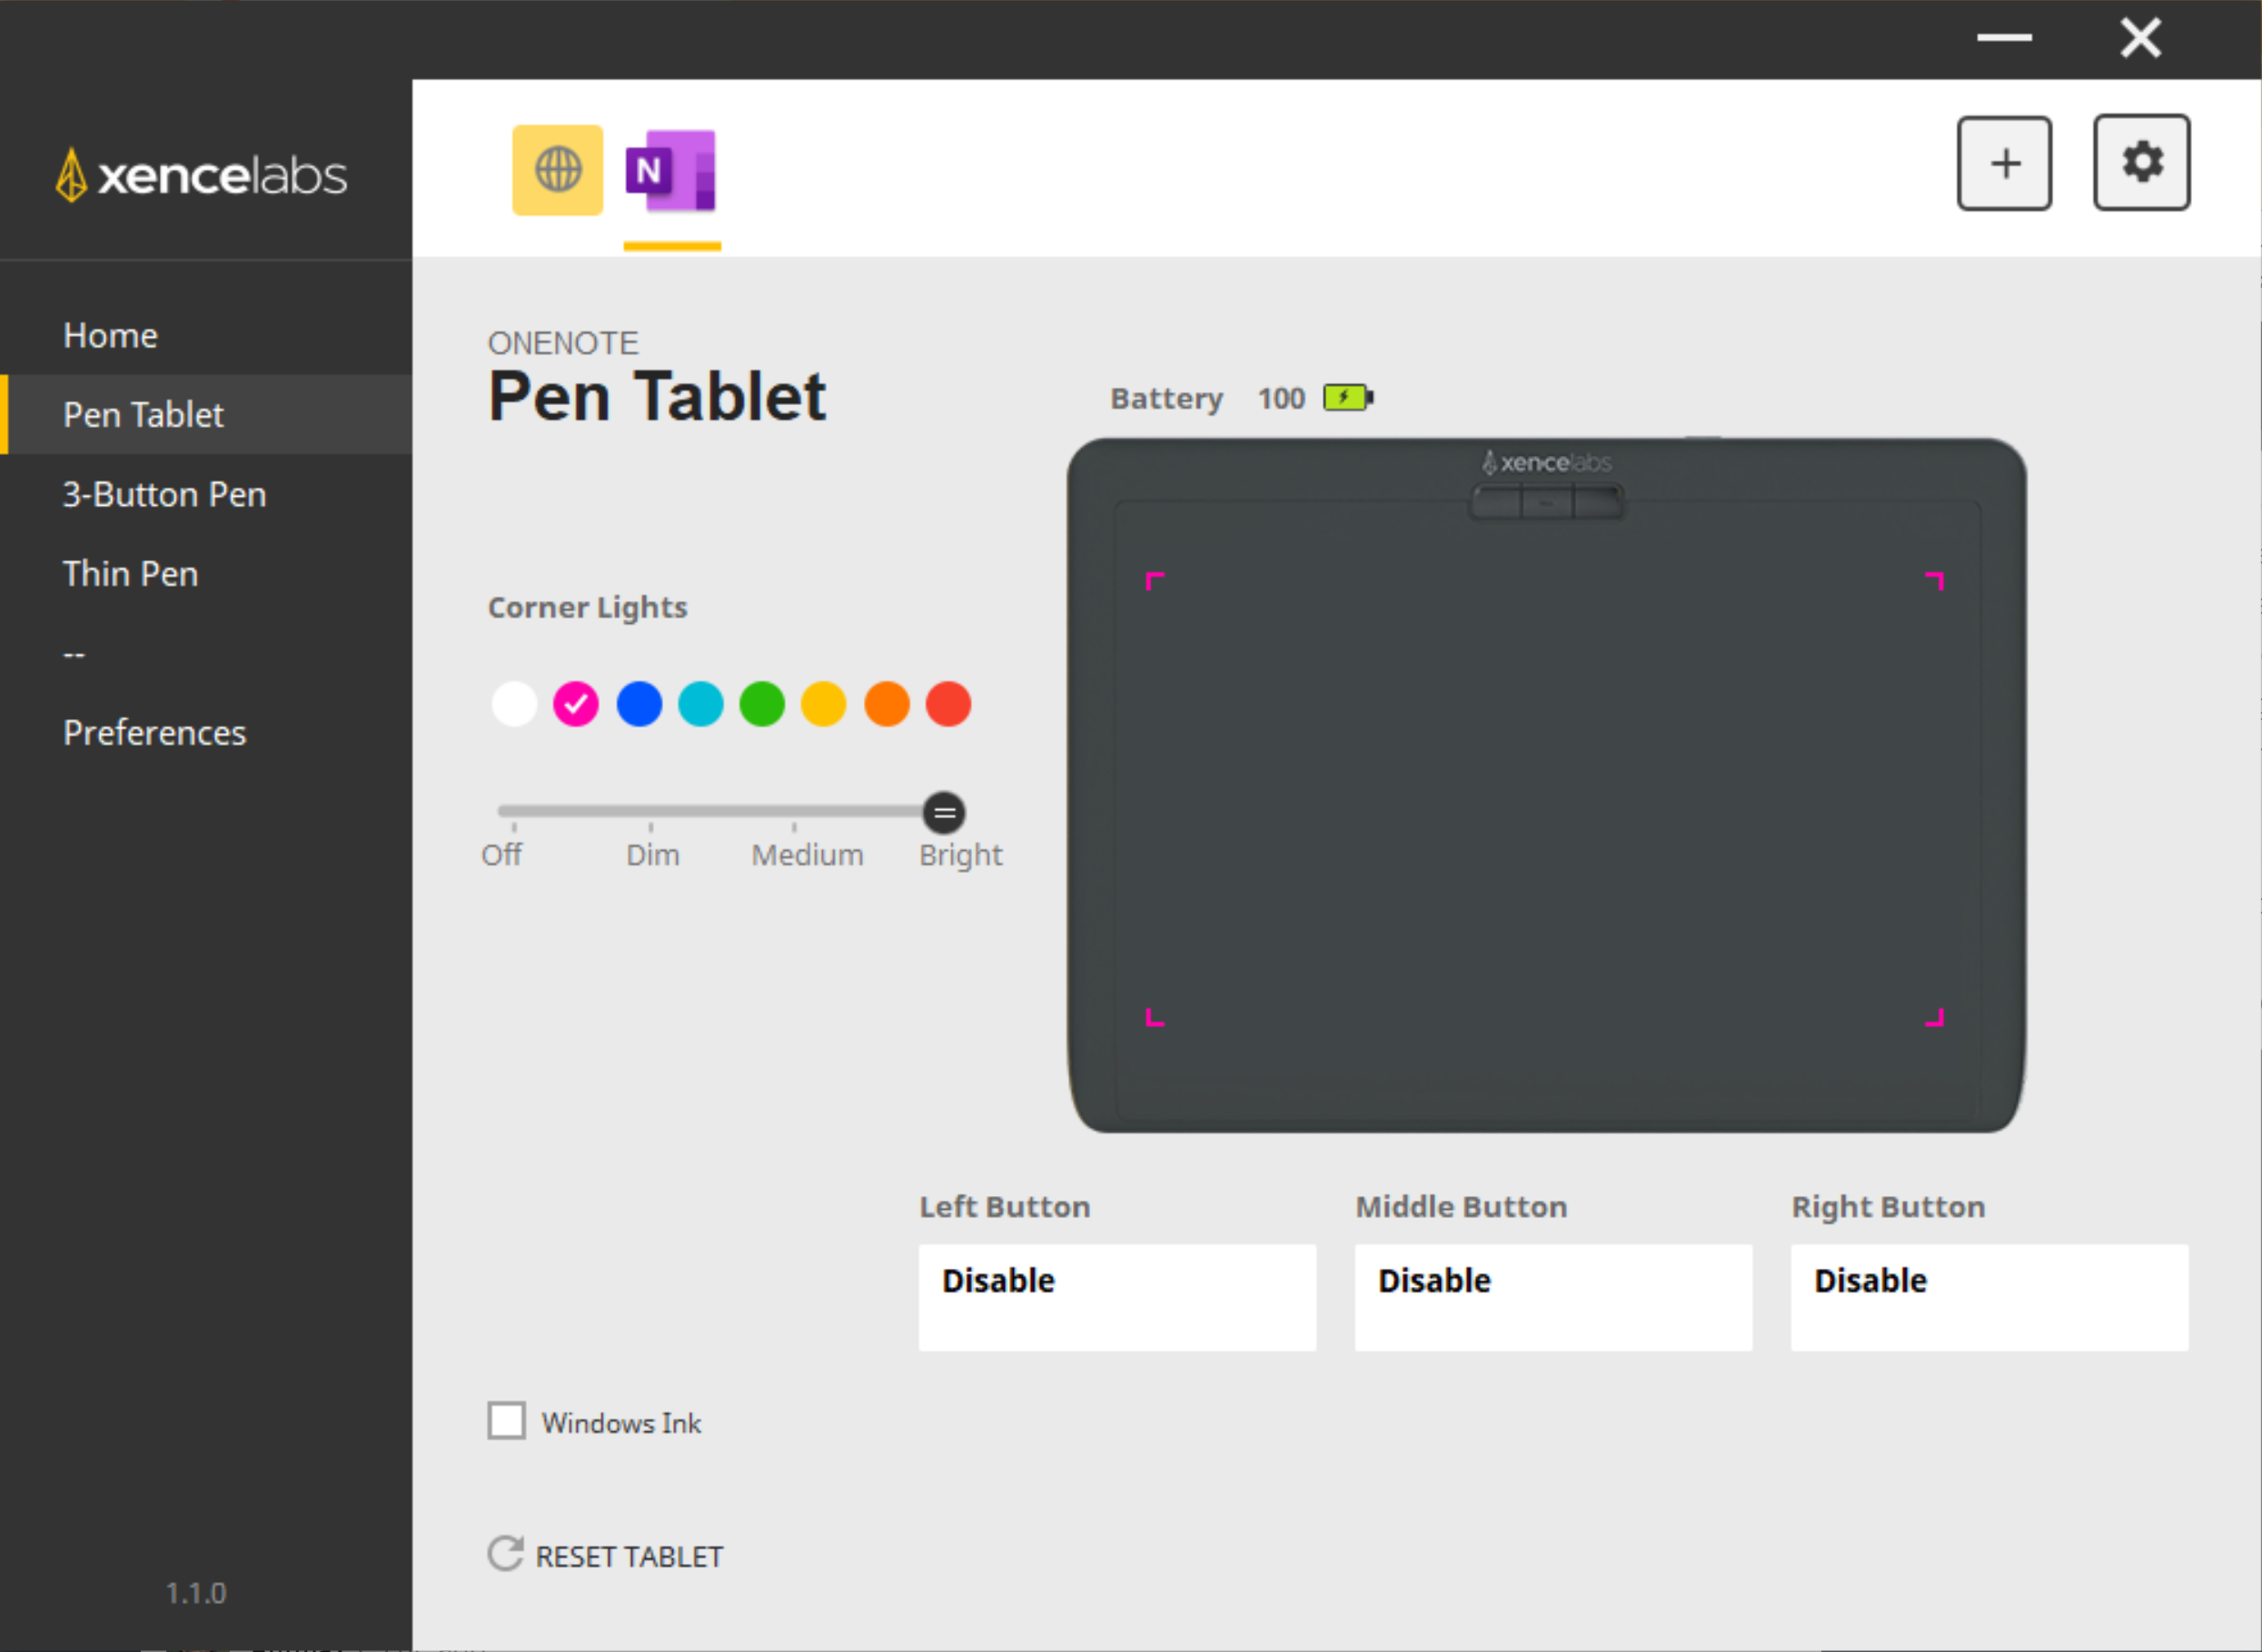 xencelabs
N
Home
Pen Tablet
3-Button Pen
Thin Pen
--
Preferences
1.1.0
ONENOTE
Pen Tablet
Battery 100
xencelabs
Corner Lights
Off Dim Medium Bright
Left Button Middle Button Right Button
Disable Disable Disable
Windows Ink
RESET TABLET